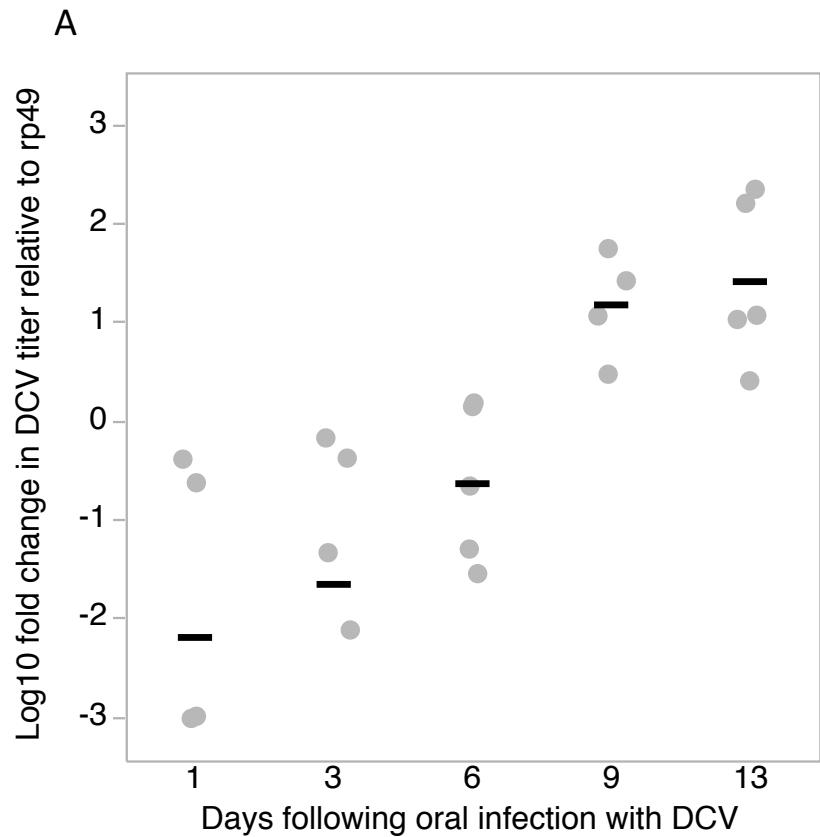 A
Log10 fold change in DCV titer relative to rp49
3
2
1
0
-1
-2
-3
1 3 6 9 13
Days following oral infection with DCV